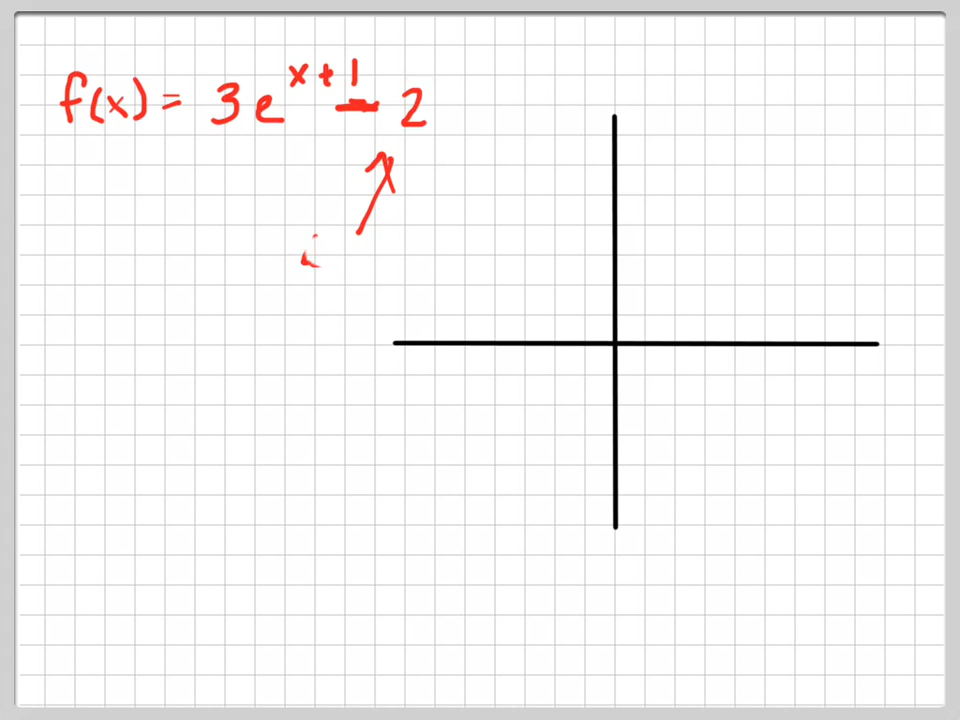 f(x) = 3e^{x+1} - 2